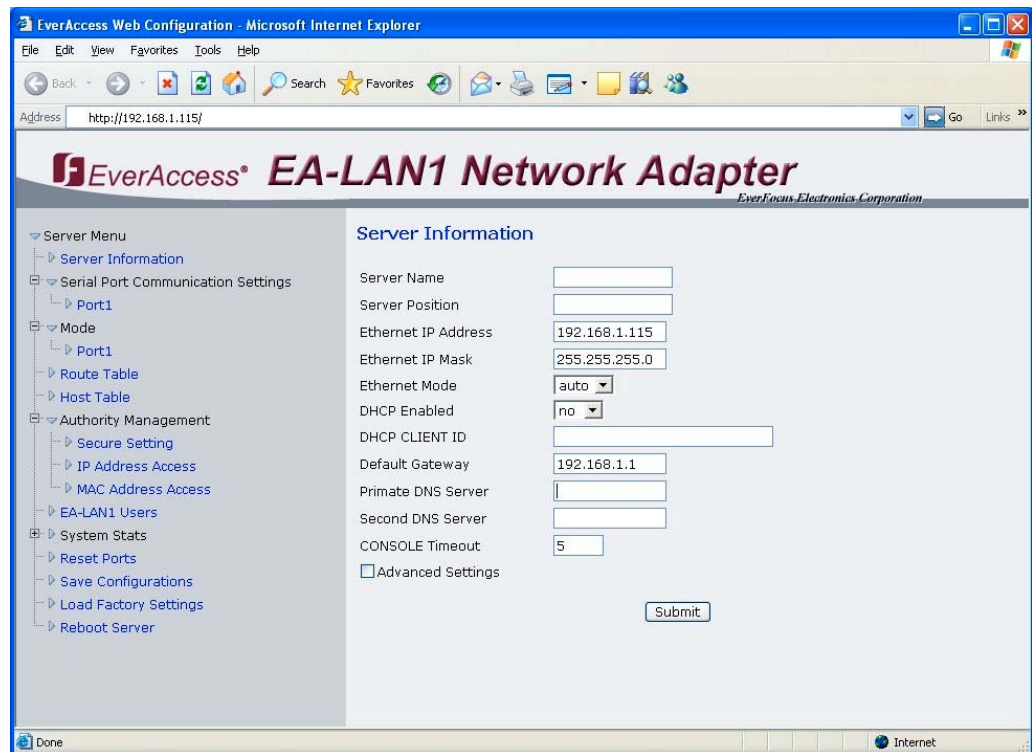 EverAccess Web Configuration - Microsoft Internet Explorer
File Edit View Favorites Tools Help
Back Search Favorites
Address http://192.168.1.115/ Go Links »
EverAccess® EA-LAN1 Network Adapter
EverFocus Electronics Corporation
Server Menu
Server Information
Serial Port Communication Settings
Port1
Mode
Port1
Route Table
Host Table
Authority Management
Secure Setting
IP Address Access
MAC Address Access
EA-LAN1 Users
System Stats
Reset Ports
Save Configurations
Load Factory Settings
Reboot Server
Server Information
Server Name
Server Position
Ethernet IP Address 192.168.1.115
Ethernet IP Mask 255.255.255.0
Ethernet Mode auto
DHCP Enabled no
DHCP CLIENT ID
Default Gateway 192.168.1.1
Primate DNS Server
Second DNS Server
CONSOLE Timeout 5
Advanced Settings
Submit
Done Internet